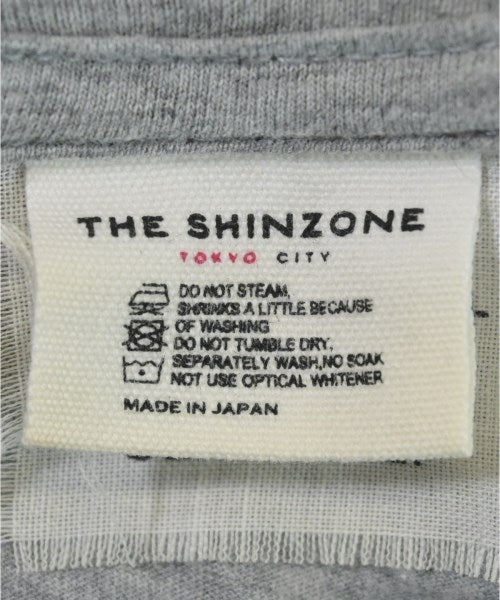 THE SHINZONE
TOKYO CITY
DO NOT STEAM,
SHRINKS A LITTLE BECAUSE
OF WASHING
DO NOT TUMBLE DRY,
SEPARATELY WASH,NO SOAK
NOT USE OPTICAL WHITENER
MADE IN JAPAN